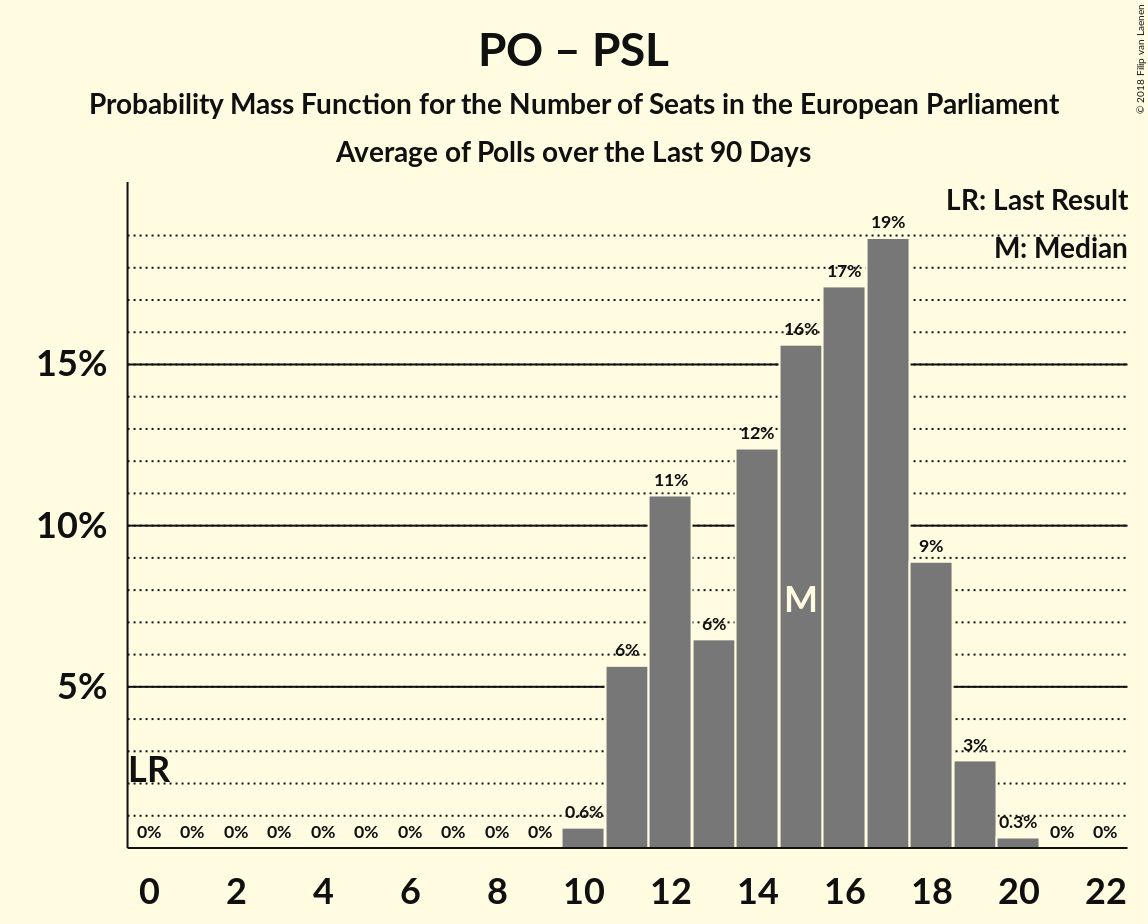 © 2018 Filip van Laenen
PO – PSL
Probability Mass Function for the Number of Seats in the European Parliament
Average of Polls over the Last 90 Days
LR: Last Result
M: Median
19%
17%
16%
15%
12%
11%
10%
9%
M
6%
6%
5%
3%
LR
0% 0% 0% 0% 0% 0% 0% 0% 0% 0% 0.6% 0.3% 0% 0%
0 2 4 6 8 10 12 14 16 18 20 22